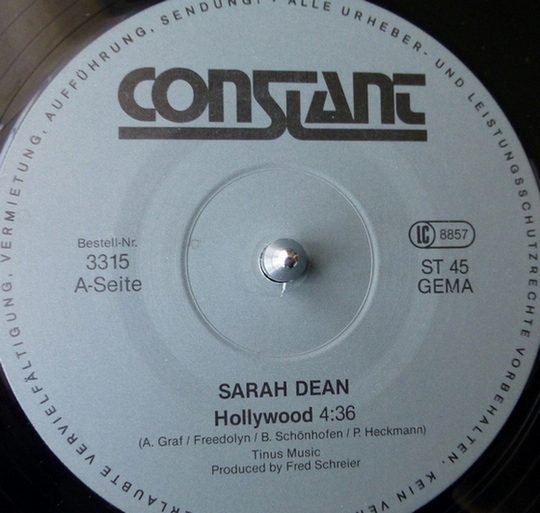 ERLAUBTE VERVIELFÄLTIGUNG, VERMIETUNG, AUFFÜHRUNG, SENDUNG! · ALLE URHEBER- UND LEISTUNGSSCHUTZRECHTE VORBEHALTEN. KEIN VER
CONSTANT
Bestell-Nr.
3315
A-Seite
LC 8857
ST 45
GEMA
SARAH DEAN
Hollywood 4:36
(A. Graf / Freedolyn / B. Schönhofen / P. Heckmann)
Tinus Music
Produced by Fred Schreier